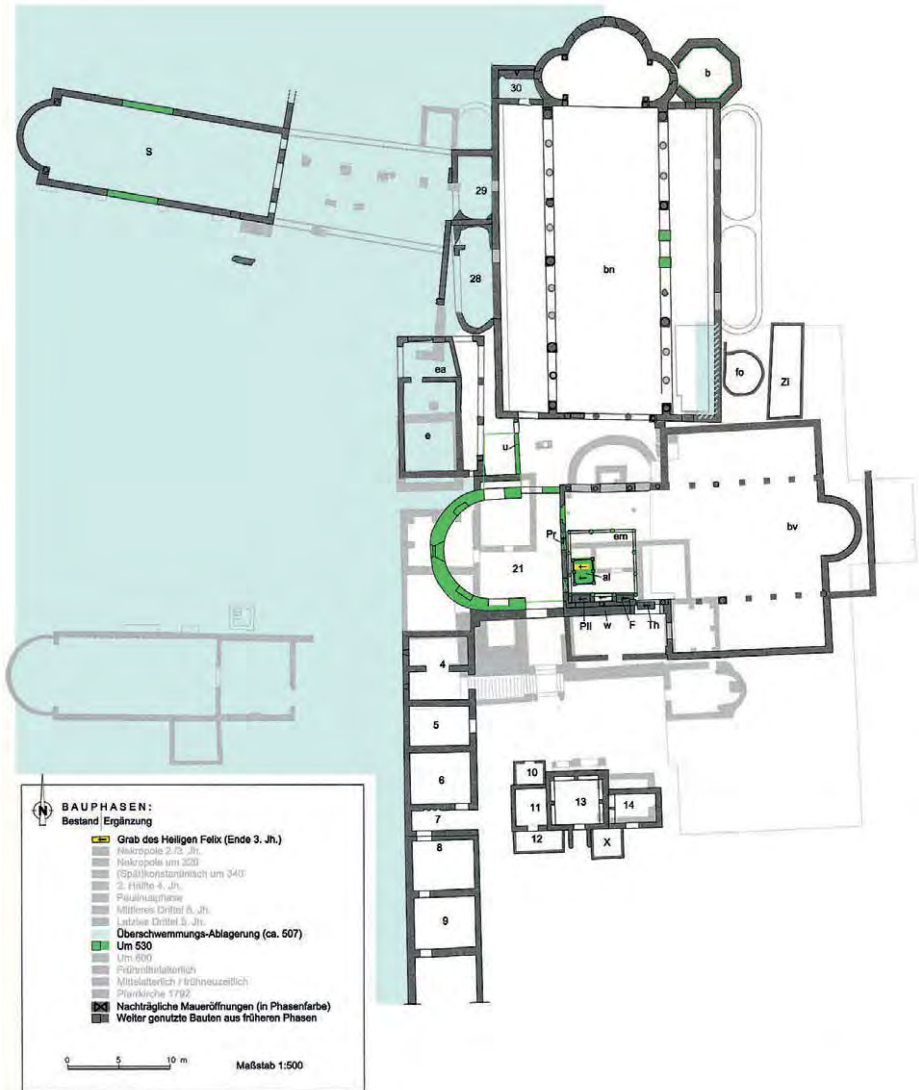 30
b
S
29
28
bn
ea
fo
ZI
e
u
bv
Pr
em
21
al
PII
w
F
Th
4
5
6
10
7
11
13
14
12
X
8
9
N
BAUPHASEN:
Bestand Ergänzung
Grab des Heiligen Felix (Ende 3. Jh.)
Nekropole 2./3. Jh.
Nekropole um 320
(Spät)konstantinisch um 340
2. Hälfte 4. Jh.
Paulinusphase
Mittleres Drittel 5. Jh.
Letztes Drittel 5. Jh.
Überschwemmungs-Ablagerung (ca. 507)
Um 530
Um 600
Frühmittelalterlich
Mittelalterlich / frühneuzeitlich
Pfarrkirche 1792
Nachträgliche Maueröffnungen (in Phasenfarbe)
Weiter genutzte Bauten aus früheren Phasen
0 5 10 m
Maßstab 1:500